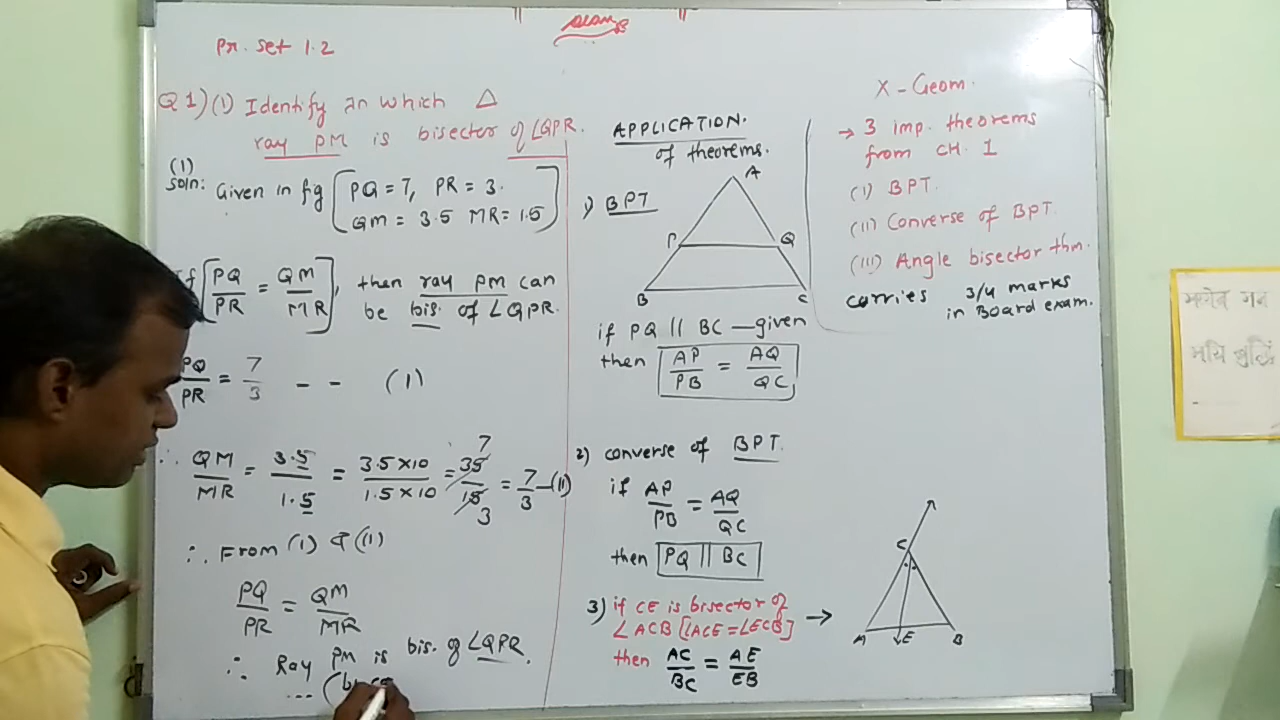 Pr. Set 1.2
Q1)(i) Identify in which △
ray PM is bisector of ∠QPR.
(1)
Soln: Given in fig [PQ = 7, PR = 3.
QM = 3.5 MR = 1.5]
if [PQ/PR = QM/MR], then ray PM can
be bis. of ∠QPR.
PQ/PR = 7/3 -- (1)
∴ QM/MR = 3.5/1.5 = 3.5×10/1.5×10 = 35/15 = 7/3 — (11)
7
3
∴ From (1) & (11)
PQ/PR = QM/MR
∴ Ray PM is bis. of ∠QPR.
... (by
APPLICATION.
of theorems.
1) BPT
A
P Q
B C
if PQ || BC — given
then AP/PB = AQ/QC
2) converse of BPT.
if AP/PB = AQ/QC
then PQ || BC
3) if CE is bisector of
∠ACB [∠ACE = ∠ECB] →
then AC/BC = AE/EB
C
A E B
X - Geom.
→ 3 imp. theorems
from CH. 1
(i) BPT.
(ii) Converse of BPT.
(iii) Angle bisector thm.
carries 3/4 marks
in Board exam.